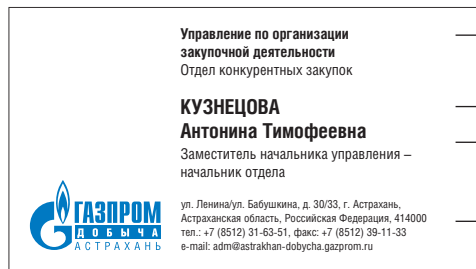 Управление по организации
закупочной деятельности
Отдел конкурентных закупок
КУЗНЕЦОВА
Антонина Тимофеевна
Заместитель начальника управления –
начальник отдела
ул. Ленина/ул. Бабушкина, д. 30/33, г. Астрахань,
Астраханская область, Российская Федерация, 414000
тел.: +7 (8512) 31-63-51, факс: +7 (8512) 39-11-33
e-mail: adm@astrakhan-dobycha.gazprom.ru
ГАЗПРОМ
ДОБЫЧА
АСТРАХАНЬ